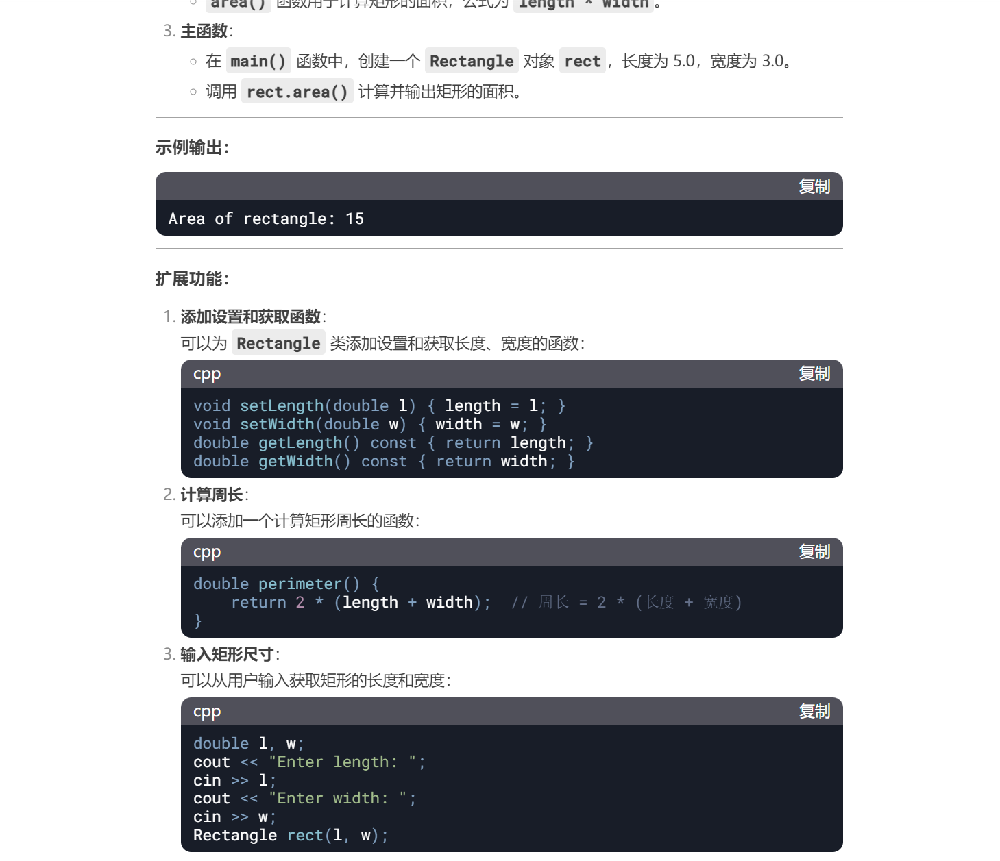 area() 函数用于计算矩形的面积，公式为 length * width。
3. 主函数：
在 main() 函数中，创建一个 Rectangle 对象 rect，长度为 5.0，宽度为 3.0。
调用 rect.area() 计算并输出矩形的面积。
示例输出：
复制
Area of rectangle: 15
扩展功能：
1. 添加设置和获取函数：
可以为 Rectangle 类添加设置和获取长度、宽度的函数：
cpp 复制
void setLength(double l) { length = l; }
void setWidth(double w) { width = w; }
double getLength() const { return length; }
double getWidth() const { return width; }
2. 计算周长：
可以添加一个计算矩形周长的函数：
cpp 复制
double perimeter() {
    return 2 * (length + width);  // 周长 = 2 * (长度 + 宽度)
}
3. 输入矩形尺寸：
可以从用户输入获取矩形的长度和宽度：
cpp 复制
double l, w;
cout << "Enter length: ";
cin >> l;
cout << "Enter width: ";
cin >> w;
Rectangle rect(l, w);